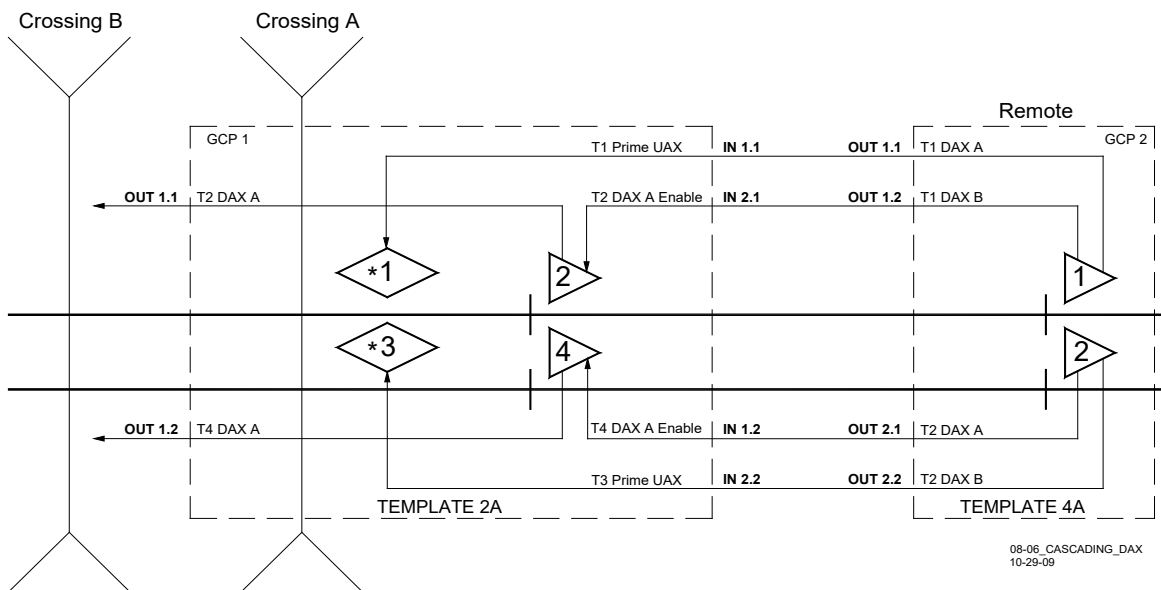 Crossing B
Crossing A
Remote
GCP 1
GCP 2
T1 Prime UAX
IN 1.1
OUT 1.1
T1 DAX A
OUT 1.1
T2 DAX A
T2 DAX A Enable
IN 2.1
OUT 1.2
T1 DAX B
*1
2
1
*3
4
2
OUT 1.2
T4 DAX A
T4 DAX A Enable
IN 1.2
OUT 2.1
T2 DAX A
T3 Prime UAX
IN 2.2
OUT 2.2
T2 DAX B
TEMPLATE 2A
TEMPLATE 4A
08-06_CASCADING_DAX
10-29-09